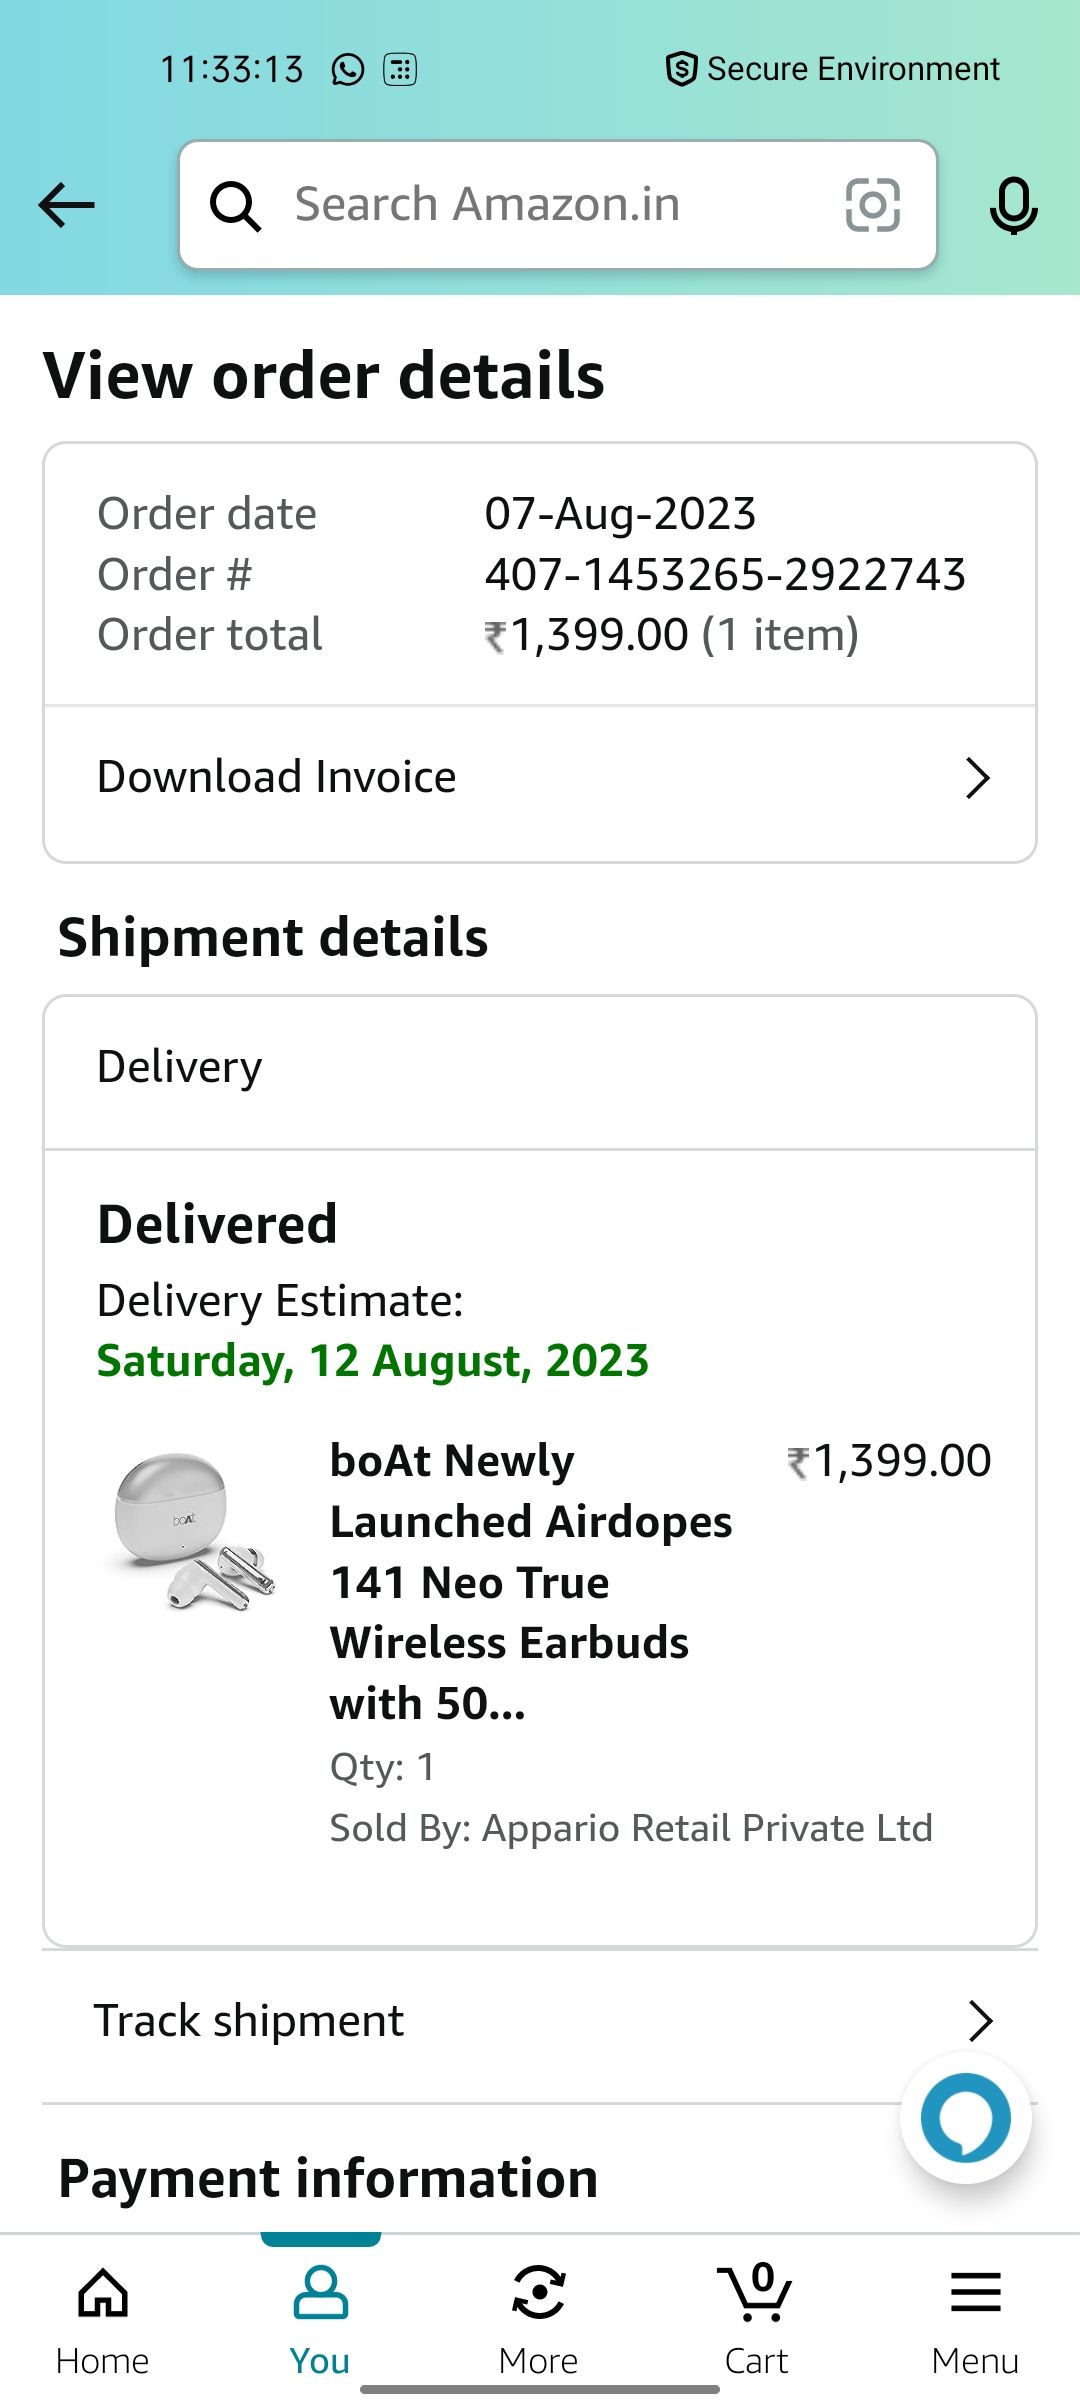 11:33:13
Secure Environment
Search Amazon.in
View order details
Order date 07-Aug-2023
Order # 407-1453265-2922743
Order total ₹1,399.00 (1 item)
Download Invoice
Shipment details
Delivery
Delivered
Delivery Estimate:
Saturday, 12 August, 2023
boAt
boAt Newly ₹1,399.00
Launched Airdopes
141 Neo True
Wireless Earbuds
with 50...
Qty: 1
Sold By: Appario Retail Private Ltd
Track shipment
Payment information
0
Home You More Cart Menu